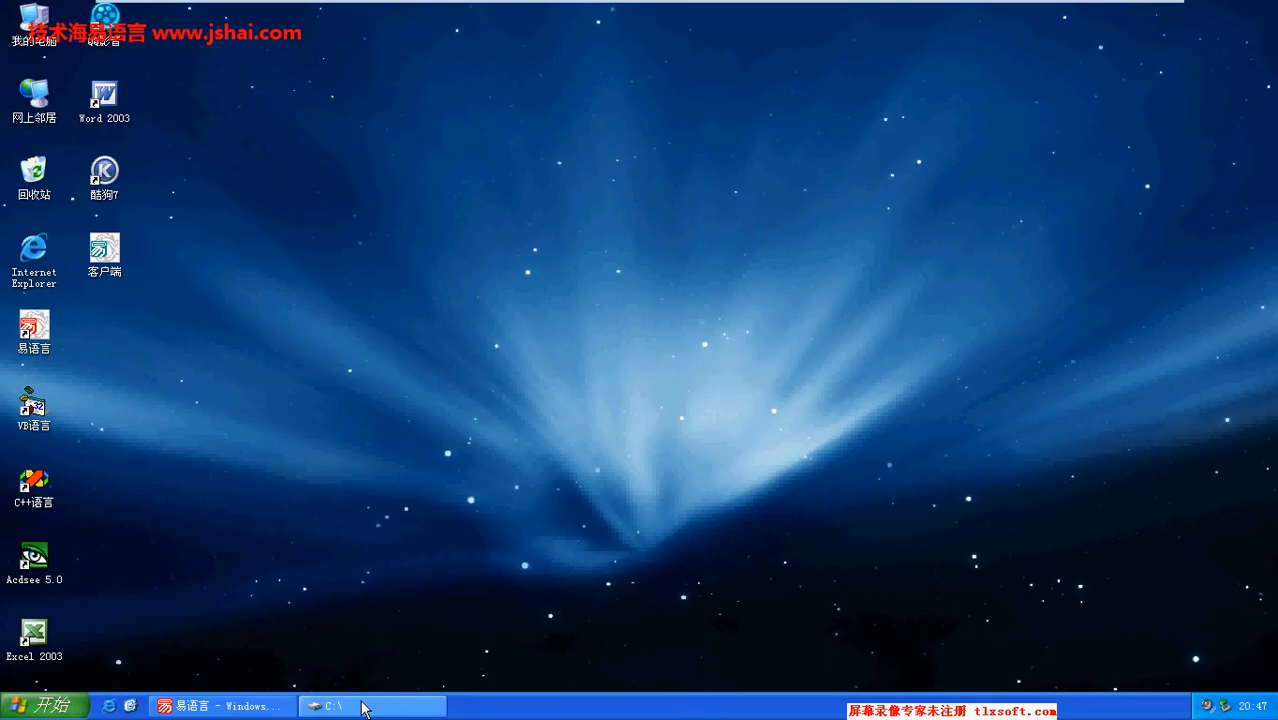 我的电脑
技术海易语言 www.jshai.com
网上邻居
Word 2003
回收站
酷狗7
Internet
Explorer
客户端
易语言
VB语言
C++语言
Acdsee 5.0
Excel 2003
开始
易语言 - Windows...
C:\
屏幕录像专家未注册 tlxsoft.com
20:47